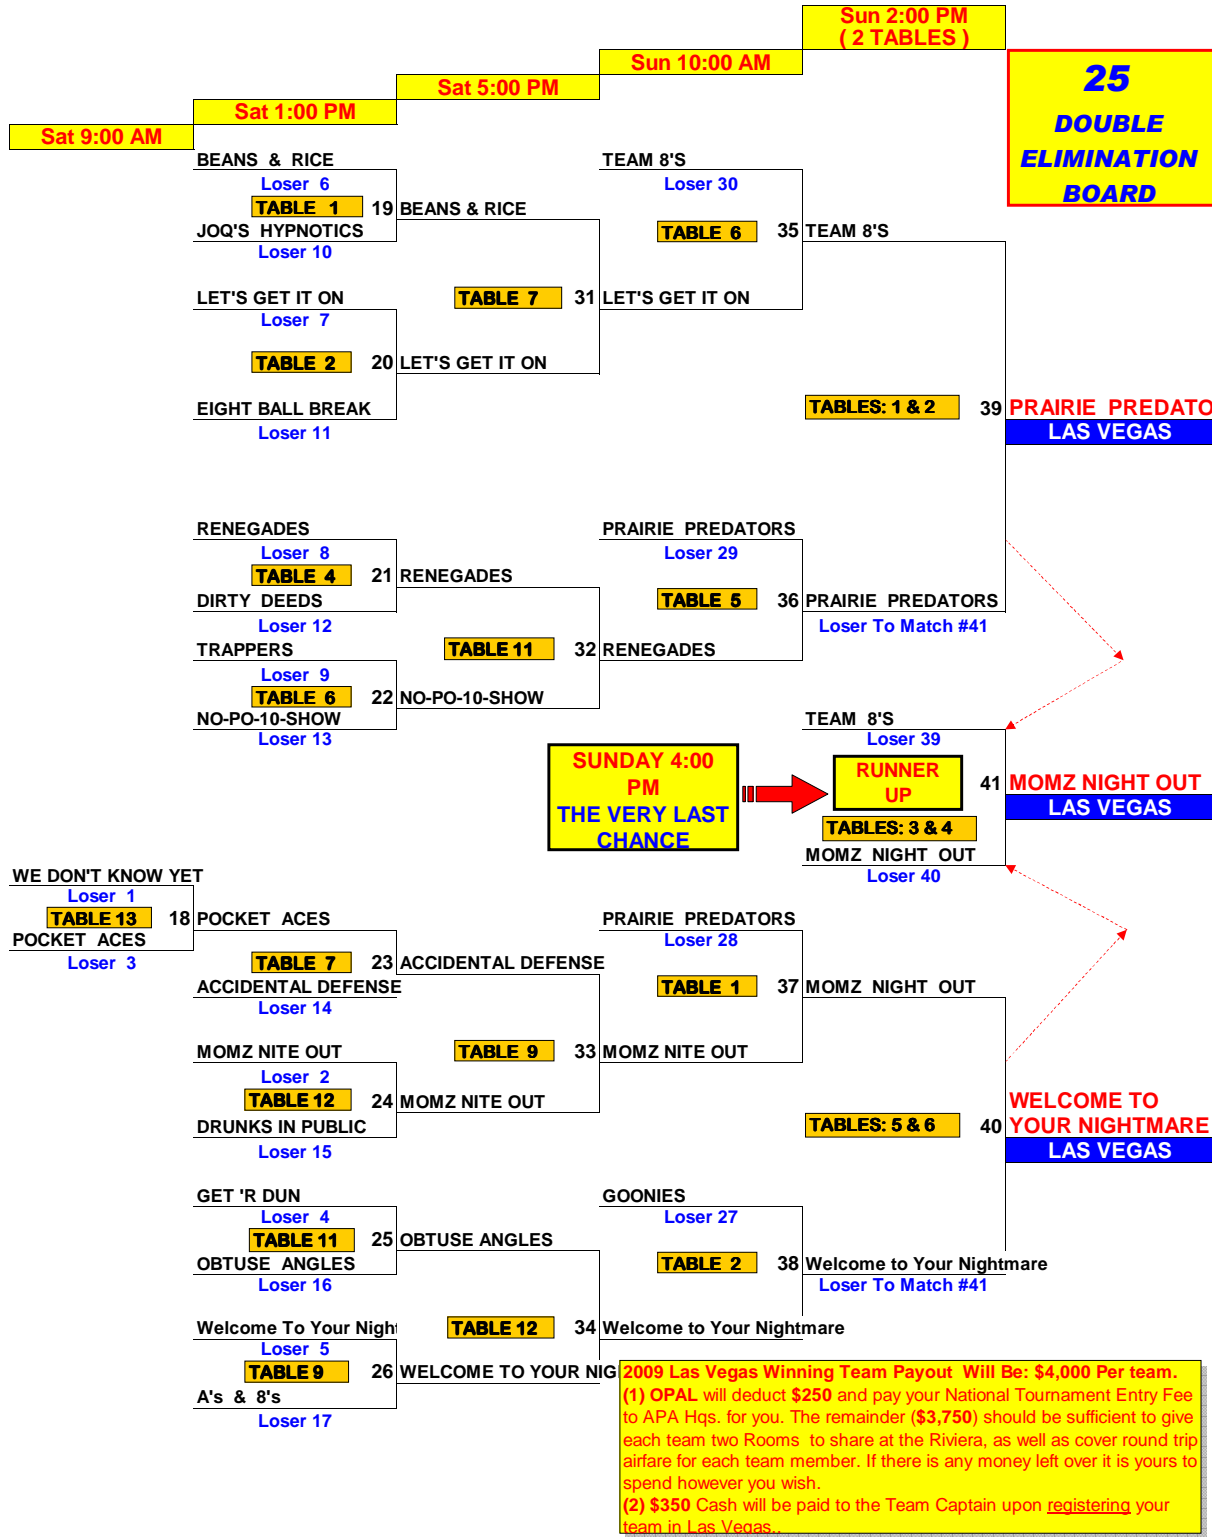 Sun 2:00 PM
( 2 TABLES )
Sun 10:00 AM
Sat 5:00 PM
Sat 1:00 PM
Sat 9:00 AM
25
DOUBLE
ELIMINATION
BOARD
BEANS & RICE
TEAM 8'S
Loser 6
Loser 30
TABLE 1
19 BEANS & RICE
JOQ'S HYPNOTICS
TABLE 6
35 TEAM 8'S
Loser 10
LET'S GET IT ON
TABLE 7
31 LET'S GET IT ON
Loser 7
TABLE 2
20 LET'S GET IT ON
EIGHT BALL BREAK
Loser 11
TABLES: 1 & 2
39 PRAIRIE PREDATO
LAS VEGAS
RENEGADES
PRAIRIE PREDATORS
Loser 8
Loser 29
TABLE 4
21 RENEGADES
DIRTY DEEDS
TABLE 5
36 PRAIRIE PREDATORS
Loser 12
Loser To Match #41
TRAPPERS
TABLE 11
32 RENEGADES
Loser 9
TABLE 6
22 NO-PO-10-SHOW
NO-PO-10-SHOW
Loser 13
TEAM 8'S
Loser 39
SUNDAY 4:00
PM
THE VERY LAST
CHANCE
RUNNER
UP
41 MOMZ NIGHT OUT
LAS VEGAS
TABLES: 3 & 4
MOMZ NIGHT OUT
Loser 40
WE DON'T KNOW YET
Loser 1
TABLE 13
18 POCKET ACES
POCKET ACES
Loser 3
PRAIRIE PREDATORS
Loser 28
TABLE 7
23 ACCIDENTAL DEFENSE
ACCIDENTAL DEFENSE
Loser 14
TABLE 1
37 MOMZ NIGHT OUT
MOMZ NITE OUT
TABLE 9
33 MOMZ NITE OUT
Loser 2
TABLE 12
24 MOMZ NITE OUT
DRUNKS IN PUBLIC
Loser 15
TABLES: 5 & 6
40 WELCOME TO
YOUR NIGHTMARE
LAS VEGAS
GET 'R DUN
GOONIES
Loser 4
Loser 27
TABLE 11
25 OBTUSE ANGLES
OBTUSE ANGLES
Loser 16
TABLE 2
38 Welcome to Your Nightmare
Loser To Match #41
Welcome To Your Nigh
TABLE 12
34 Welcome to Your Nightmare
Loser 5
TABLE 9
26 WELCOME TO YOUR NIG
A's & 8's
Loser 17
2009 Las Vegas Winning Team Payout Will Be: $4,000 Per team.
(1) OPAL will deduct $250 and pay your National Tournament Entry Fee
to APA Hqs. for you. The remainder ($3,750) should be sufficient to give
each team two Rooms to share at the Riviera, as well as cover round trip
airfare for each team member. If there is any money left over it is yours to
spend however you wish.
(2) $350 Cash will be paid to the Team Captain upon registering your
team in Las Vegas..